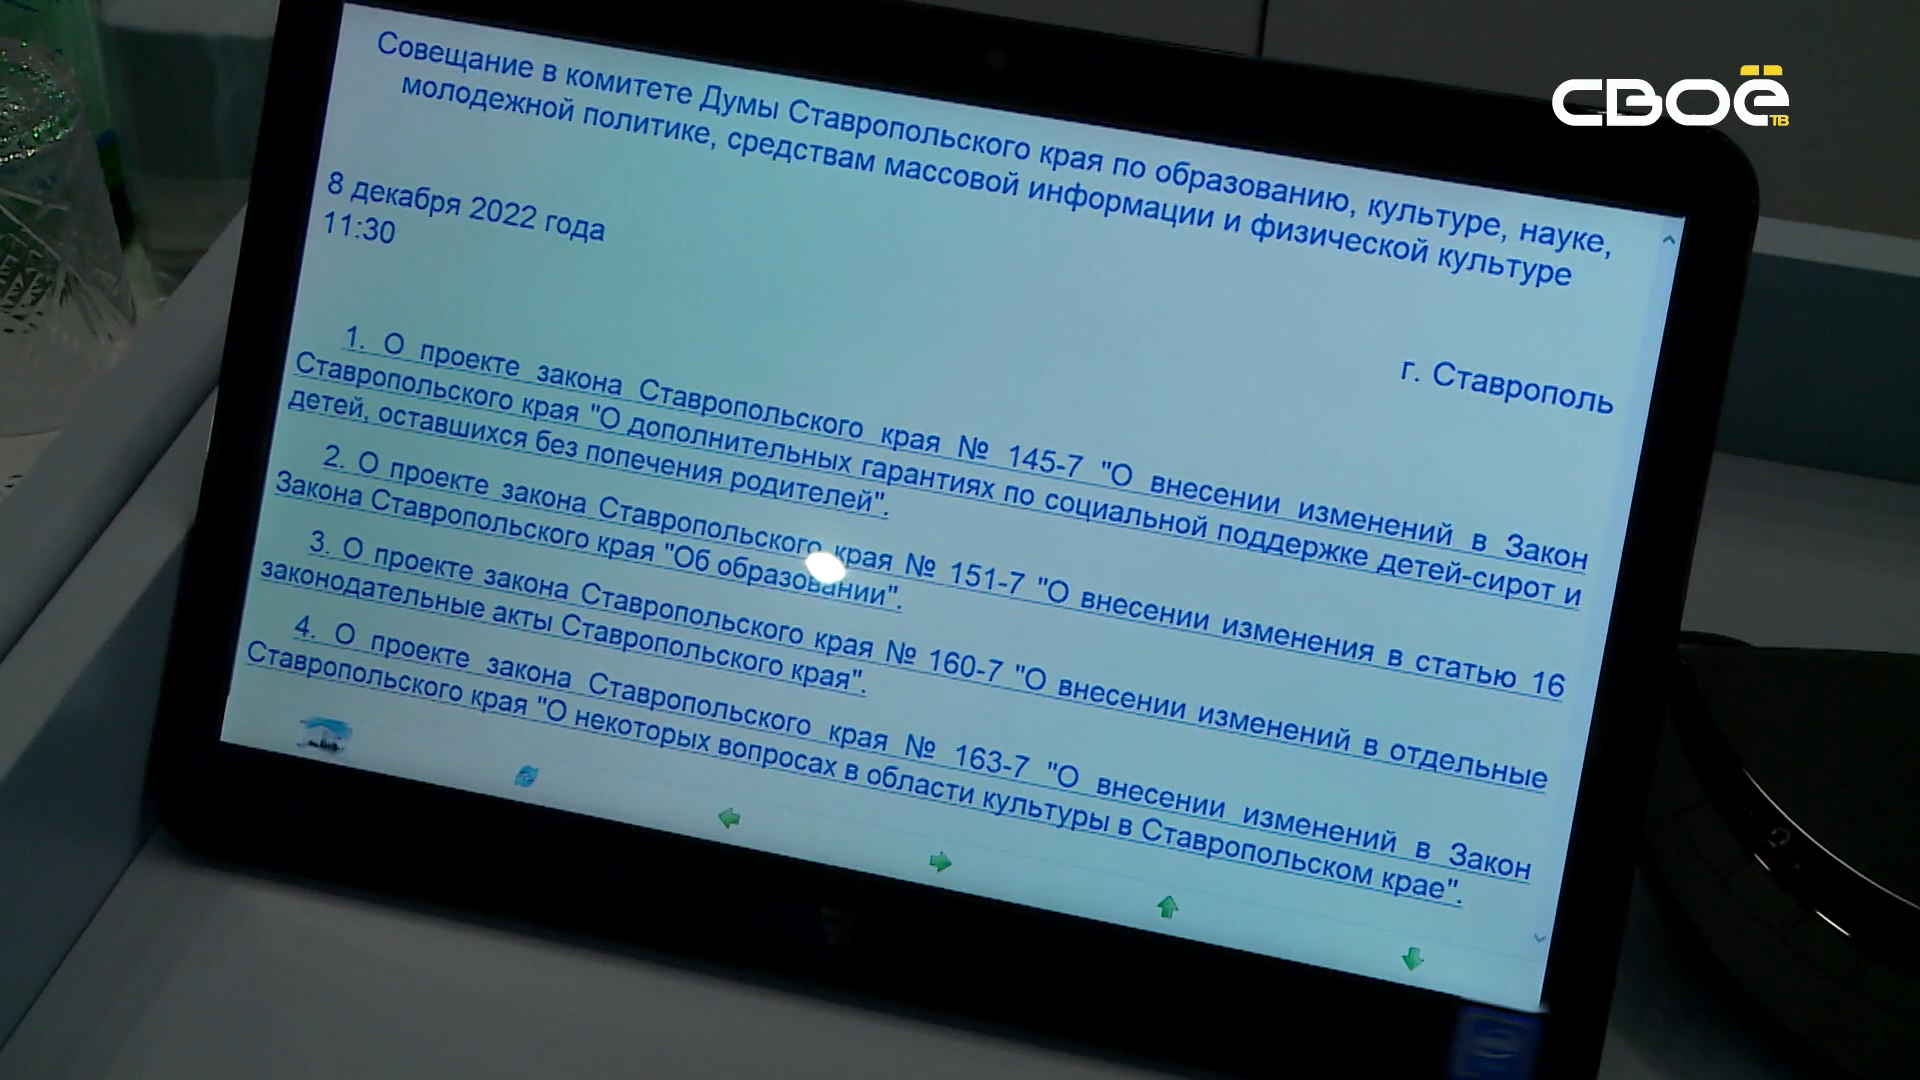 СВОЁ
ТВ
Совещание в комитете Думы Ставропольского края по образованию, культуре, науке,
молодежной политике, средствам массовой информации и физической культуре
8 декабря 2022 года
11:30
г. Ставрополь
1. О проекте закона Ставропольского края № 145-7 "О внесении изменений в Закон
Ставропольского края "О дополнительных гарантиях по социальной поддержке детей-сирот и
детей, оставшихся без попечения родителей".
2. О проекте закона Ставропольского края № 151-7 "О внесении изменения в статью 16
Закона Ставропольского края "Об образовании".
3. О проекте закона Ставропольского края № 160-7 "О внесении изменений в отдельные
законодательные акты Ставропольского края".
4. О проекте закона Ставропольского края № 163-7 "О внесении изменений в Закон
Ставропольского края "О некоторых вопросах в области культуры в Ставропольском крае".